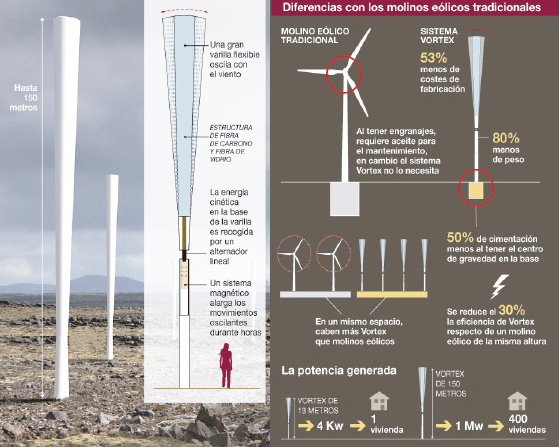 Hasta
150
metros
Una gran
varilla flexible
oscila con
el viento
ESTRUCTURA
DE FIBRA
DE CARBONO
Y FIBRA DE
VIDRIO
La energía
cinética
en la base
de la varilla
es recogida
por un
alternador
lineal
Un sistema
magnético
alarga los
movimientos
oscilantes
durante horas
Diferencias con los molinos eólicos tradicionales
MOLINO EÓLICO
TRADICIONAL
Al tener engranajes,
requiere aceite para
el mantenimiento,
en cambio el sistema
Vortex no lo necesita
SISTEMA
VORTEX
53%
menos de
costes de
fabricación
80%
menos
de peso
50% de cimentación
menos al tener el centro
de gravedad en la base
En un mismo espacio,
caben más Vortex
que molinos eólicos
Se reduce el 30%
la eficiencia de Vortex
respecto de un molino
eólico de la misma altura
La potencia generada
VORTEX DE
13 METROS
4 Kw
1
vivienda
VORTEX
DE 150
METROS
1 Mw
400
viviendas